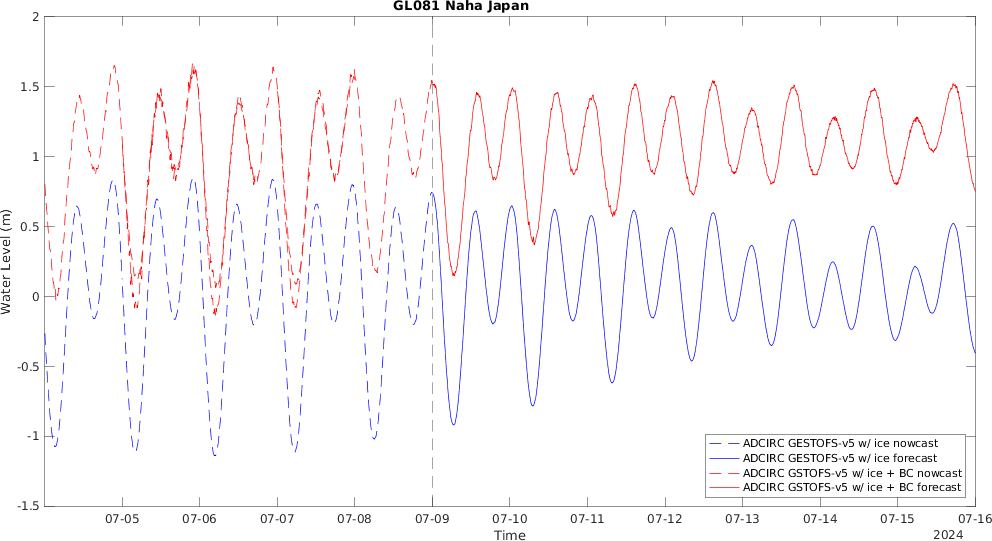 GL081 Naha Japan
2
1.5
1
0.5
0
-0.5
-1
-1.5
Water Level (m)
ADCIRC GESTOFS-v5 w/ ice nowcast
ADCIRC GESTOFS-v5 w/ ice forecast
ADCIRC GSTOFS-v5 w/ ice + BC nowcast
ADCIRC GSTOFS-v5 w/ ice + BC forecast
07-05 07-06 07-07 07-08 07-09 07-10 07-11 07-12 07-13 07-14 07-15 07-16
Time
2024